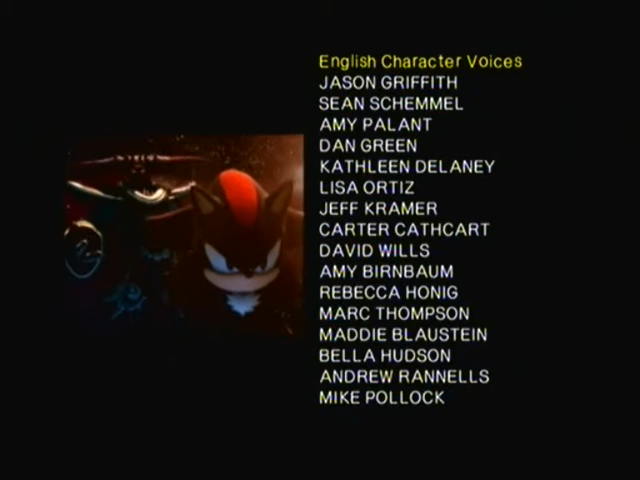 English Character Voices
JASON GRIFFITH
SEAN SCHEMMEL
AMY PALANT
DAN GREEN
KATHLEEN DELANEY
LISA ORTIZ
JEFF KRAMER
CARTER CATHCART
DAVID WILLS
AMY BIRNBAUM
REBECCA HONIG
MARC THOMPSON
MADDIE BLAUSTEIN
BELLA HUDSON
ANDREW RANNELLS
MIKE POLLOCK